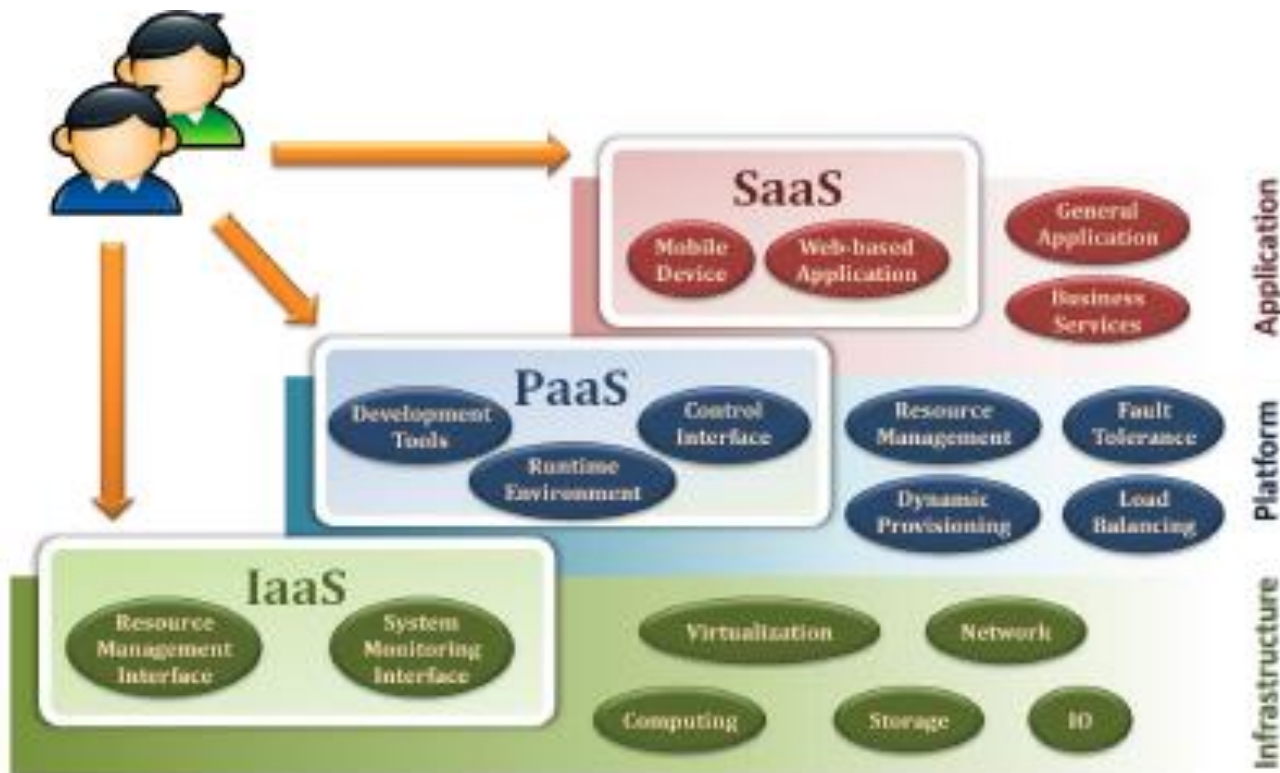 SaaS
Mobile
Device
Web-based
Application
General
Application
Business
Services
Application
PaaS
Development
Tools
Runtime
Environment
Control
Interface
Resource
Management
Fault
Tolerance
Dynamic
Provisioning
Load
Balancing
Platform
IaaS
Resource
Management
Interface
System
Monitoring
Interface
Virtualization
Network
Computing
Storage
IO
Infrastructure